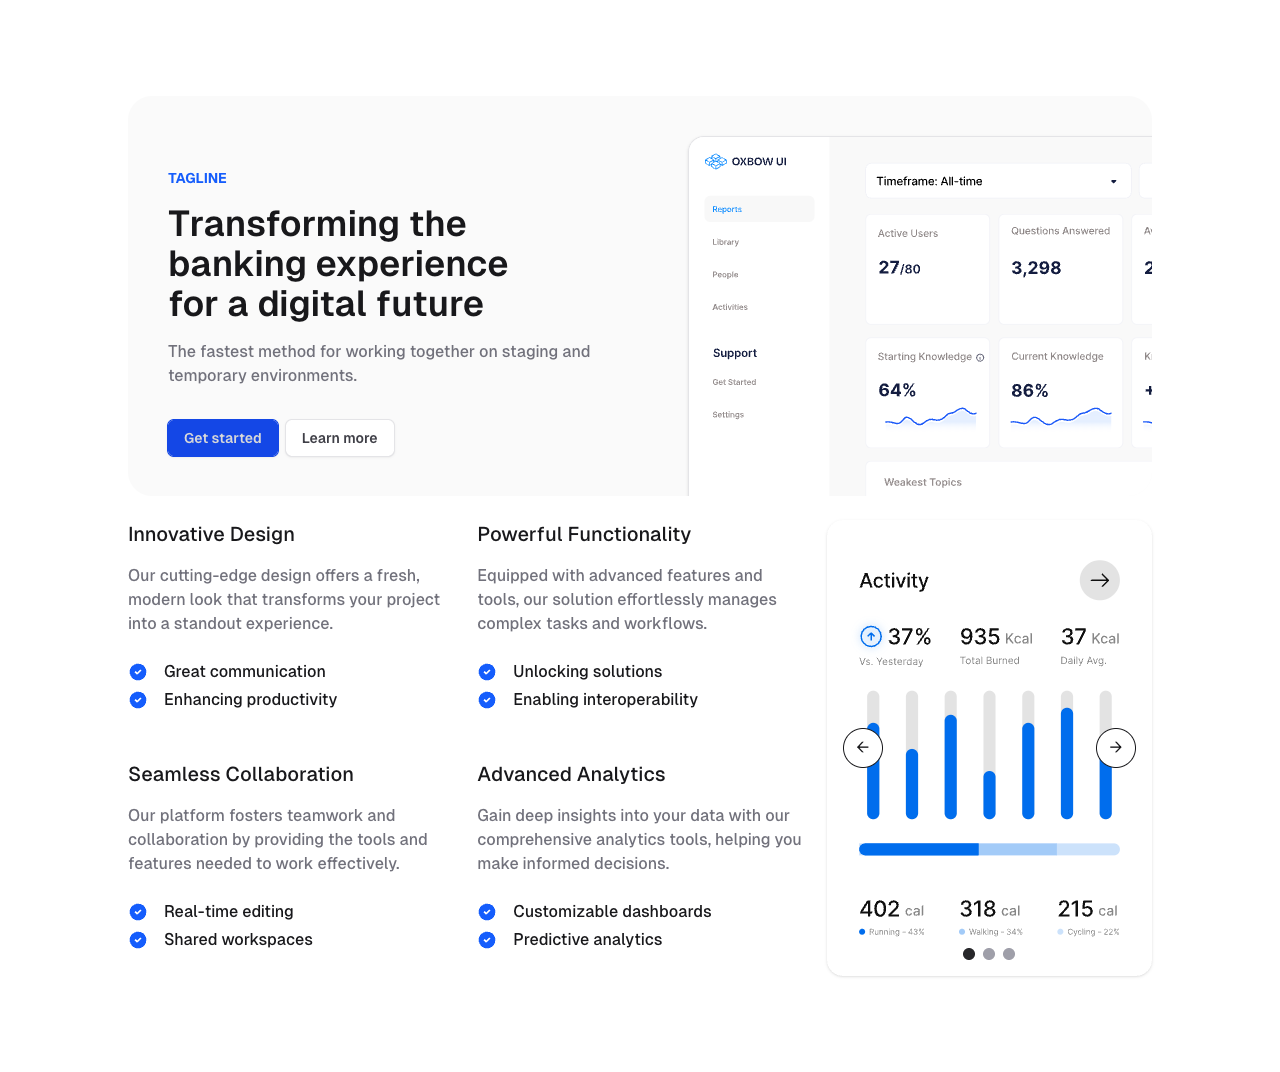 TAGLINE
Transforming the
banking experience
for a digital future
The fastest method for working together on staging and
temporary environments.
Get started
Learn more
OXBOW UI
Reports
Library
People
Activities
Support
Get Started
Settings
Timeframe: All-time
Active Users
27/80
Questions Answered
3,298
Starting Knowledge
64%
Current Knowledge
86%
Weakest Topics
Innovative Design
Our cutting-edge design offers a fresh,
modern look that transforms your project
into a standout experience.
Great communication
Enhancing productivity
Powerful Functionality
Equipped with advanced features and
tools, our solution effortlessly manages
complex tasks and workflows.
Unlocking solutions
Enabling interoperability
Seamless Collaboration
Our platform fosters teamwork and
collaboration by providing the tools and
features needed to work effectively.
Real-time editing
Shared workspaces
Advanced Analytics
Gain deep insights into your data with our
comprehensive analytics tools, helping you
make informed decisions.
Customizable dashboards
Predictive analytics
Activity
37%
Vs. Yesterday
935 Kcal
Total Burned
37 Kcal
Daily Avg.
402 cal
Running - 43%
318 cal
Walking - 34%
215 cal
Cycling - 22%